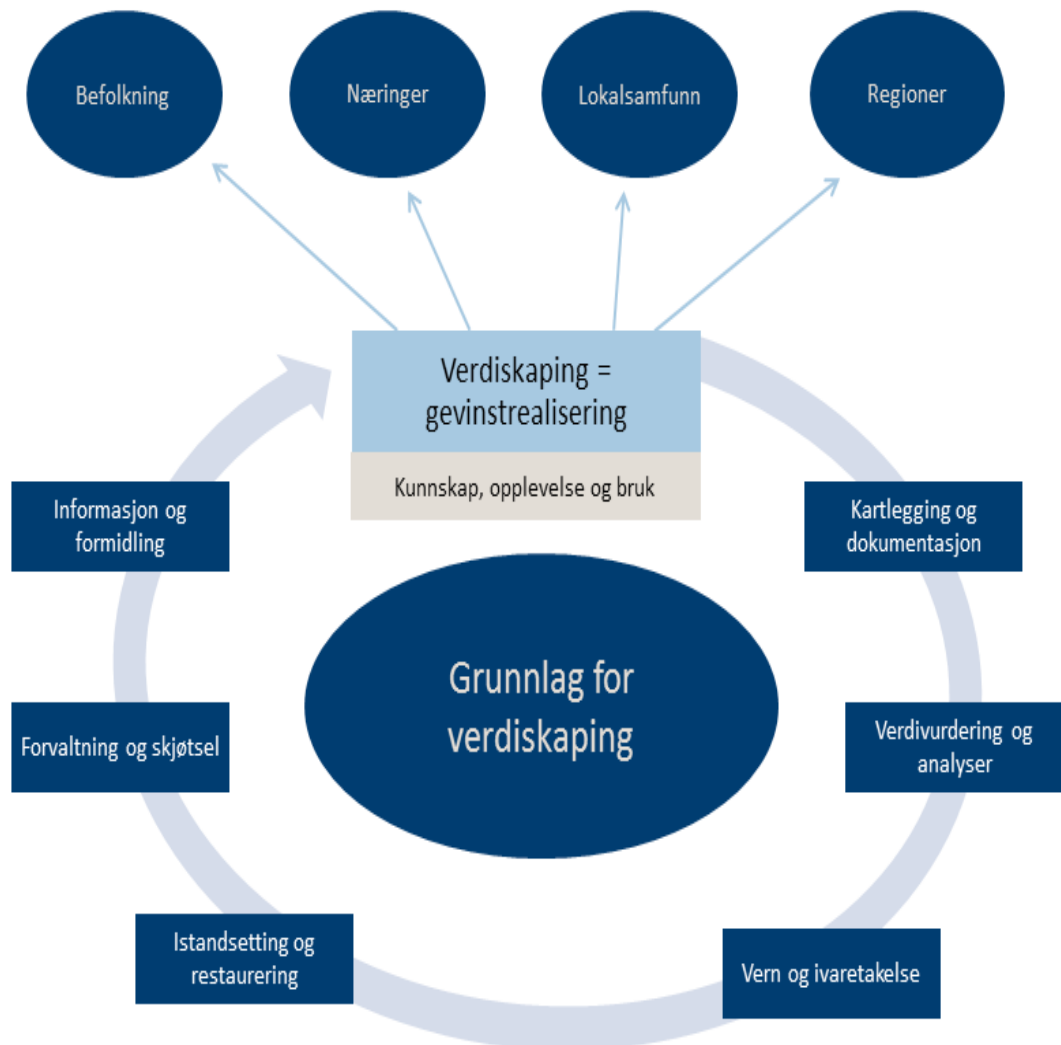 Befolkning
Næringer
Lokalsamfunn
Regioner
Verdiskaping =
gevinstrealisering
Kunnskap, opplevelse og bruk
Informasjon og
formidling
Kartlegging og
dokumentasjon
Grunnlag for
verdiskaping
Forvaltning og skjøtsel
Verdivurdering og
analyser
Istandsetting og
restaurering
Vern og ivaretakelse